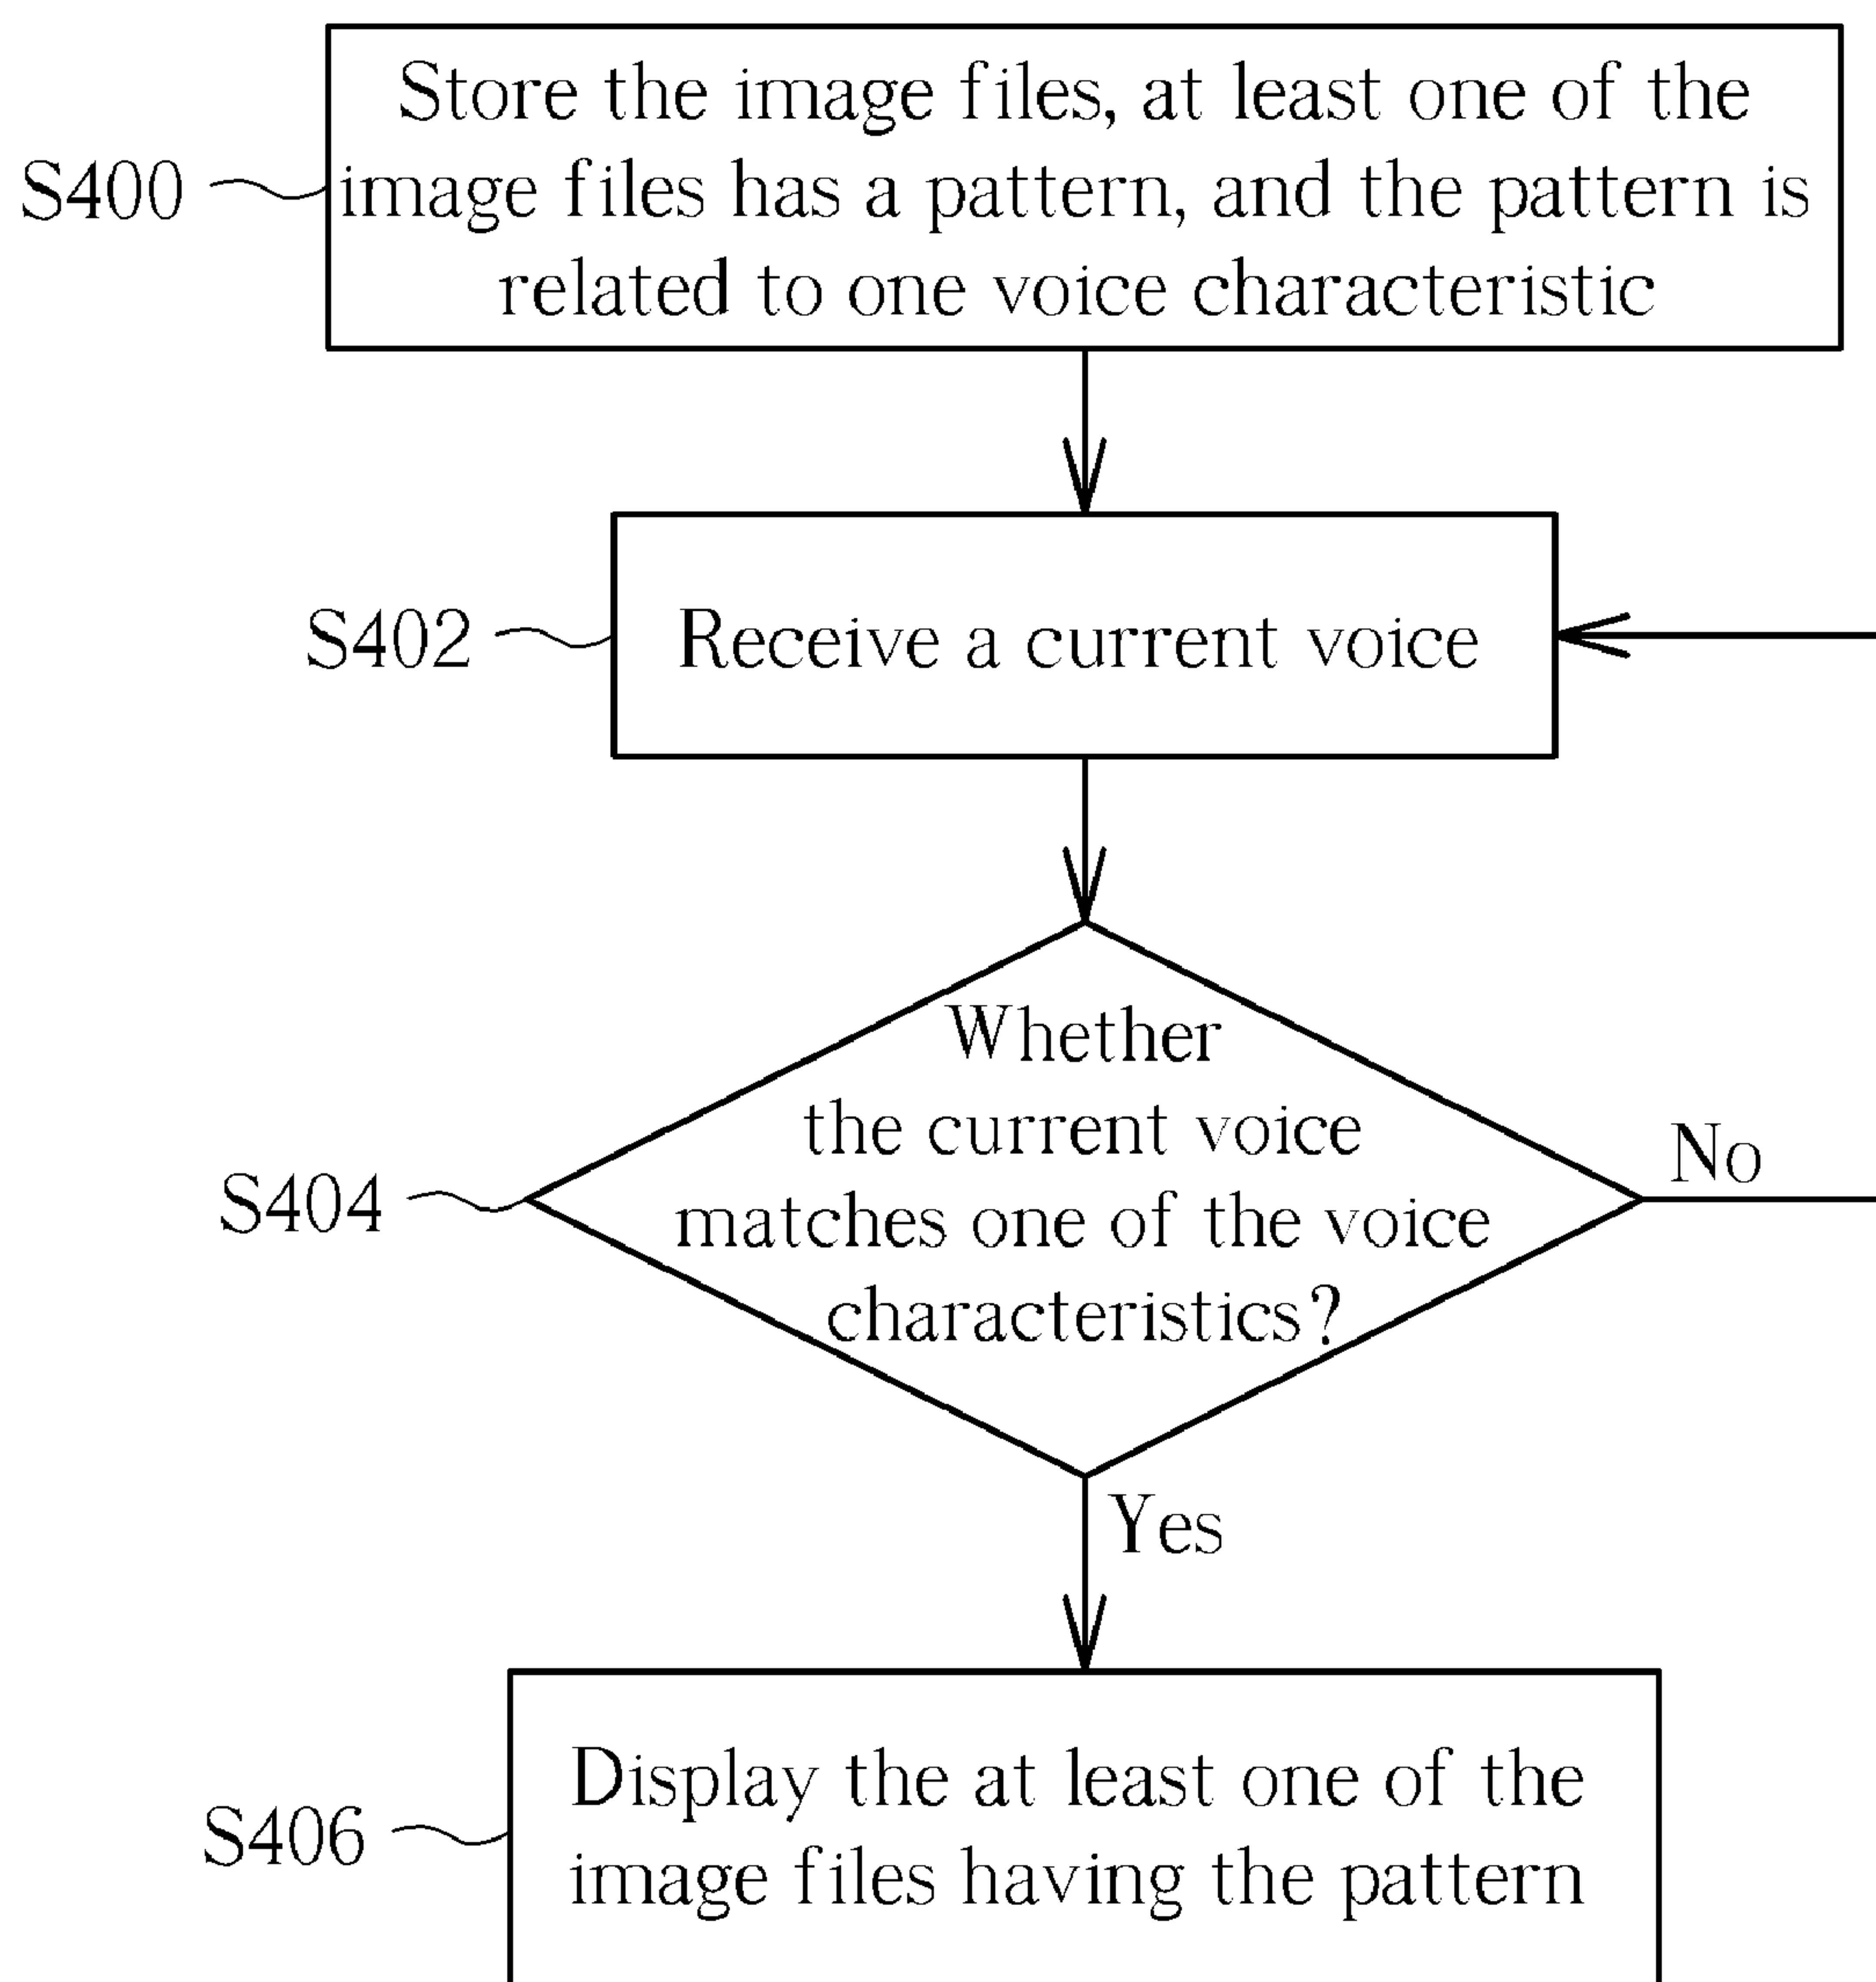 Store the image files, at least one of the
S400
image files has a pattern, and the pattern is
related to one voice characteristic
S402
Receive a current voice
Whether
the current voice
No
S404
matches one of the voice
characteristics?
Yes
Display the at least one of the
S406
image files having the pattern